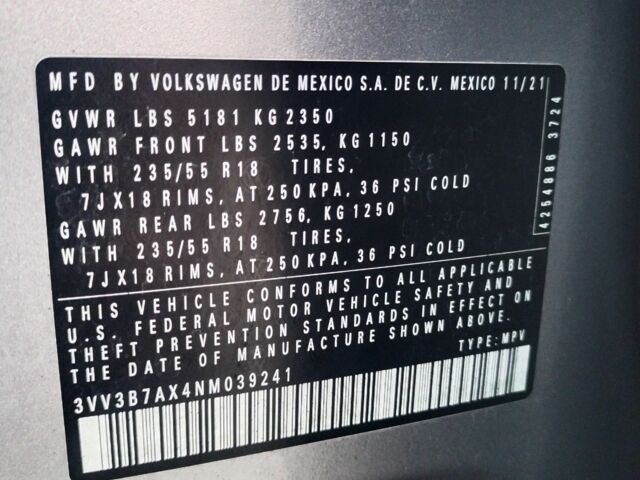 MFD BY VOLKSWAGEN DE MEXICO S.A. DE C.V. MEXICO 11/21
GVWR LBS 5181 KG 2350
GAWR FRONT LBS 2535, KG 1150
WITH 235/55 R18 TIRES,
7JX18 RIMS, AT 250 KPA, 36 PSI COLD
GAWR REAR LBS 2756, KG 1250
WITH 235/55 R18 TIRES,
7JX18 RIMS, AT 250 KPA, 36 PSI COLD
4254886 3724
THIS VEHICLE CONFORMS TO ALL APPLICABLE
U.S. FEDERAL MOTOR VEHICLE SAFETY AND
THEFT PREVENTION STANDARDS IN EFFECT ON
THE DATE OF MANUFACTURE SHOWN ABOVE.
TYPE: MPV
3VV3B7AX4NM039241